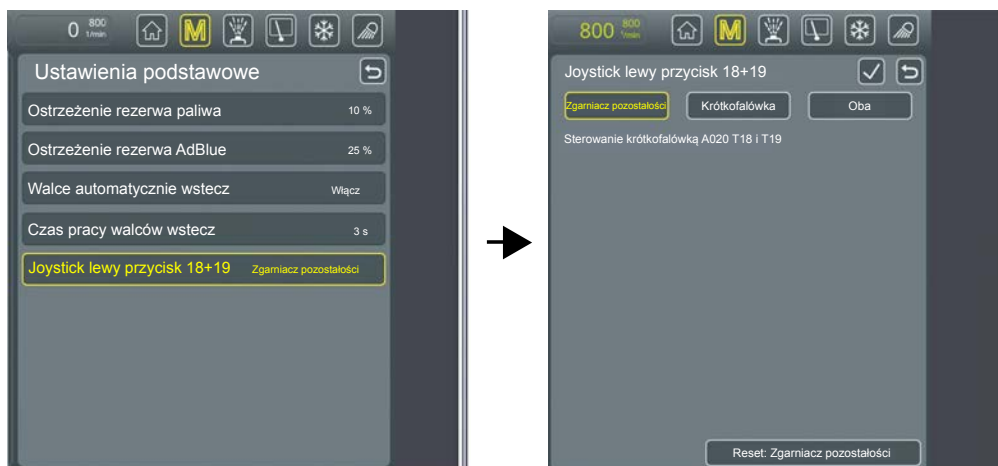 0 800 1/min
M
Ustawienia podstawowe
Ostrzeżenie rezerwa paliwa 10 %
Ostrzeżenie rezerwa AdBlue 25 %
Walce automatycznie wstecz Włącz
Czas pracy walców wstecz 3 s
Joystick lewy przycisk 18+19 Zgarniacz pozostałości
800 800 1/min
M
Joystick lewy przycisk 18+19
Zgarniacz pozostałości Krótkofalówka Oba
Sterowanie krótkofalówką A020 T18 i T19
Reset: Zgarniacz pozostałości